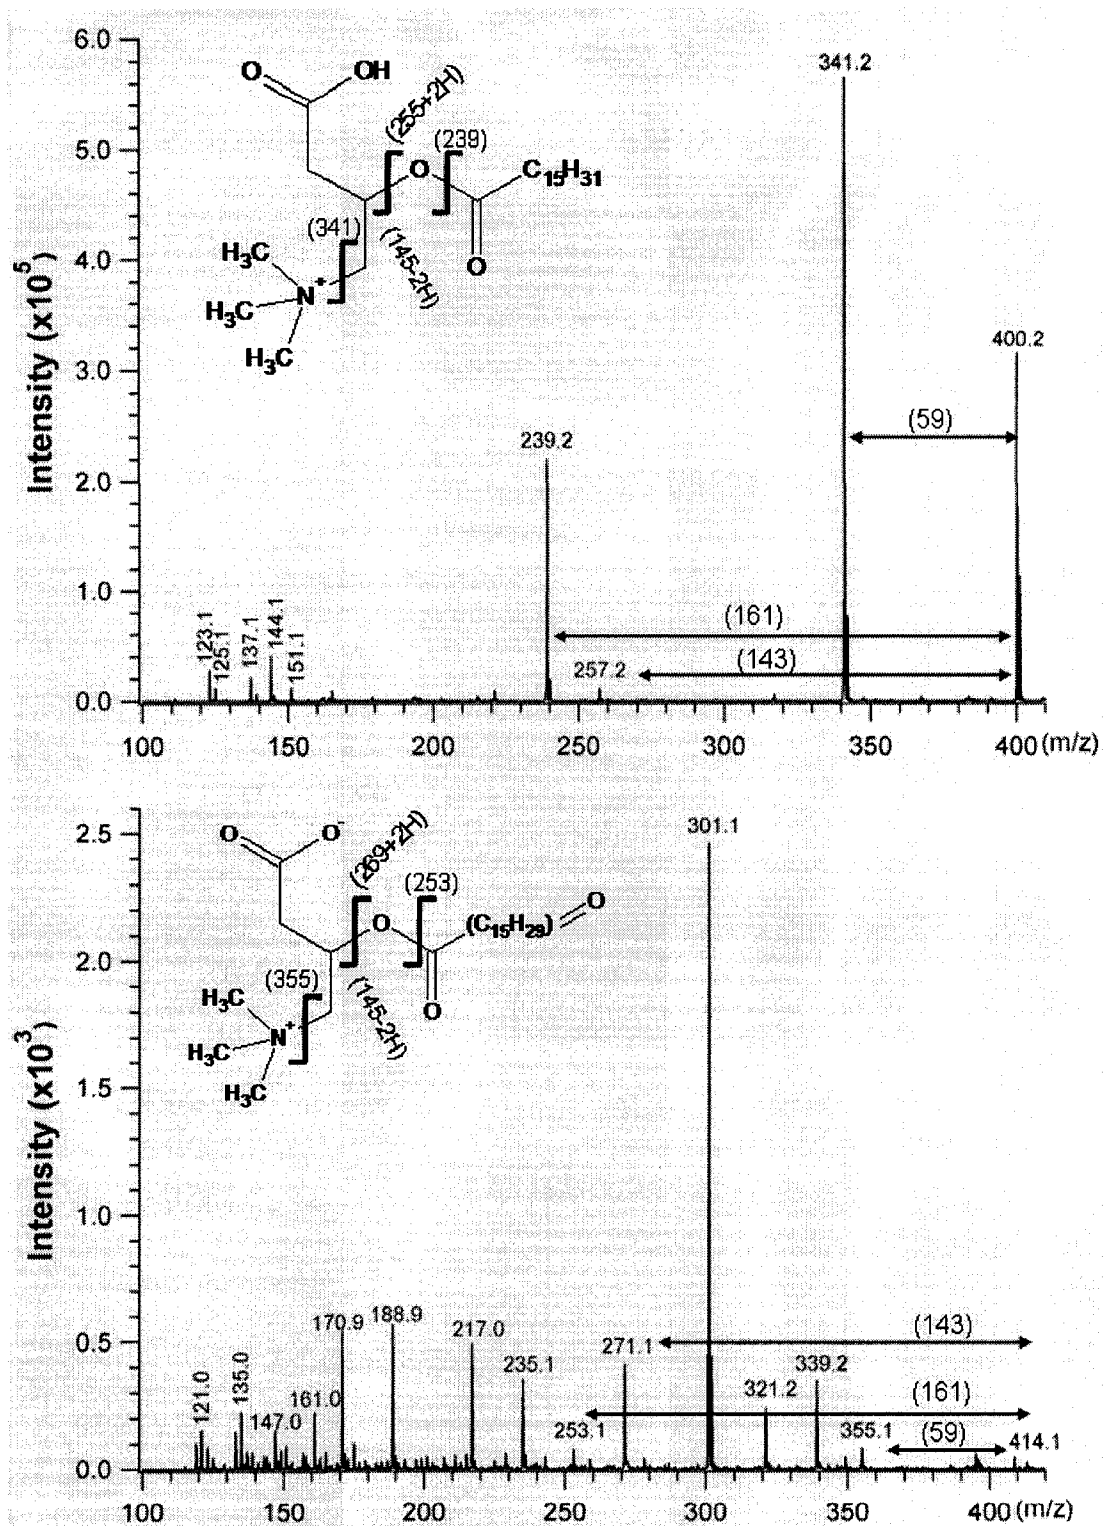 6.0
5.0
4.0
3.0
2.0
1.0
0.0
Intensity (x10⁵)
O
OH
(255+2H)
(239)
O
C₁₅H₃₁
O
(341)
(145-2H)
H₃C
H₃C
N⁺
H₃C
341.2
400.2
239.2
(59)
(161)
(143)
257.2
123.1
125.1
137.1
144.1
151.1
100
150
200
250
300
350
400 (m/z)
2.5
2.0
1.5
1.0
0.5
0.0
Intensity (x10³)
O
O⁻
(269+2H)
(253)
O
(C₁₅H₂₉)
O
O
(355)
(145-2H)
H₃C
H₃C
N⁺
H₃C
301.1
170.9
188.9
217.0
235.1
271.1
(143)
339.2
321.2
(161)
121.0
135.0
147.0
161.0
253.1
355.1
(59)
414.1
100
150
200
250
300
350
400 (m/z)